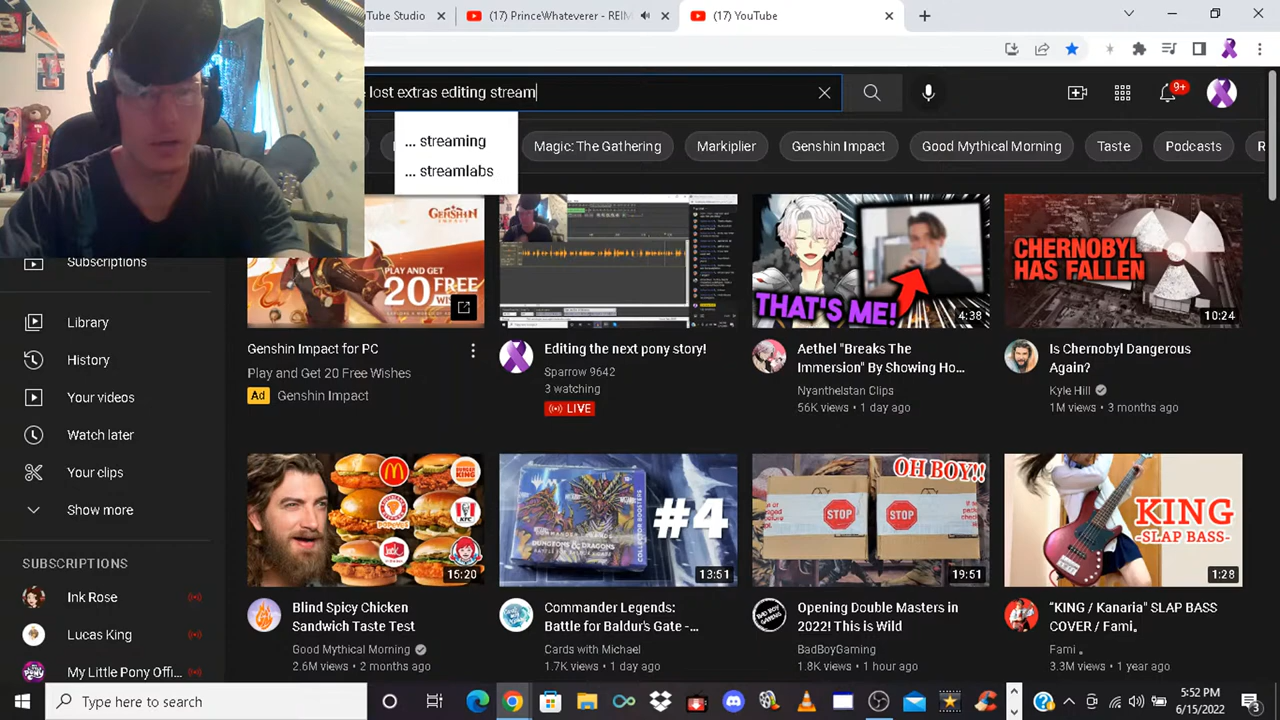 Tube Studio
(17) PrinceWhateverer - REIM
(17) YouTube
lost extras editing stream
... streaming
... streamlabs
Magic: The Gathering
Markiplier
Genshin Impact
Good Mythical Morning
Taste
Podcasts
9+
Subscriptions
Library
History
Your videos
Watch later
Your clips
Show more
SUBSCRIPTIONS
Ink Rose
Lucas King
My Little Pony Offi...
GENSHIN IMPACT
PLAY AND GET
20 FREE
Genshin Impact for PC
Play and Get 20 Free Wishes
Ad Genshin Impact
Editing the next pony story!
Sparrow 9642
3 watching
LIVE
THAT'S ME!
4:38
Aethel "Breaks The
Immersion" By Showing Ho...
Nyanthelstan Clips
56K views • 1 day ago
CHERNOBYL
HAS FALLEN
10:24
Is Chernobyl Dangerous
Again?
Kyle Hill
1M views • 3 months ago
15:20
Blind Spicy Chicken
Sandwich Taste Test
Good Mythical Morning
2.6M views • 2 months ago
#4
13:51
Commander Legends:
Battle for Baldur's Gate -...
Cards with Michael
1.7K views • 1 day ago
OH BOY!!
STOP
STOP
19:51
Opening Double Masters in
2022! This is Wild
BadBoyGaming
1.8K views • 1 hour ago
KING
-SLAP BASS-
1:28
"KING / Kanaria" SLAP BASS
COVER / Fami。
Fami 。
3.3M views • 1 year ago
Type here to search
5:52 PM
6/15/2022
3